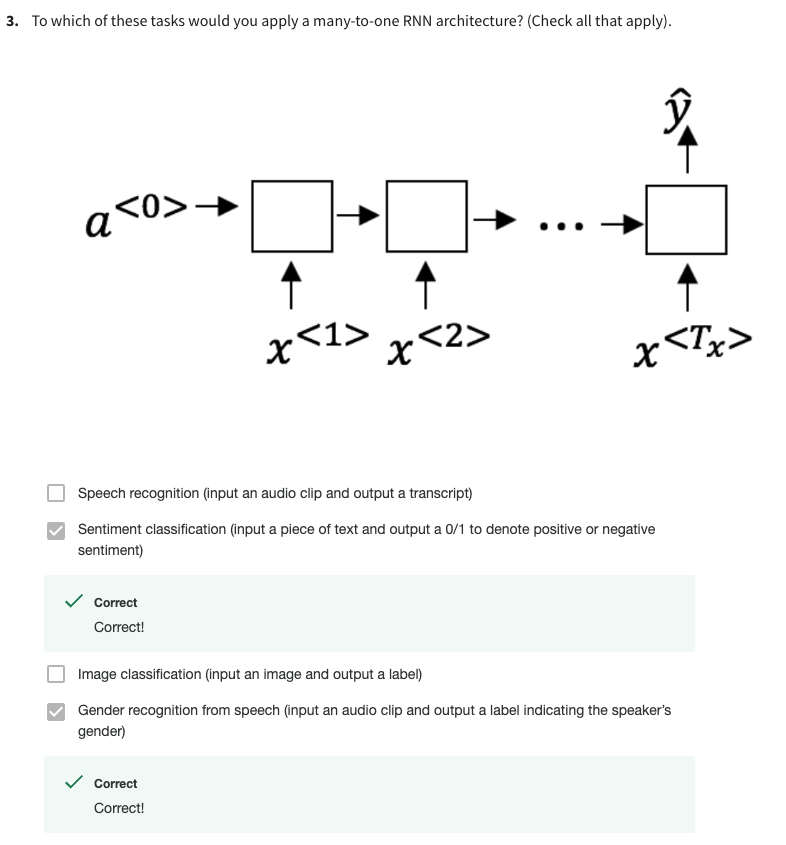 3. To which of these tasks would you apply a many-to-one RNN architecture? (Check all that apply).
ŷ
a<0>
...
x<1> x<2> x<Tx>
Speech recognition (input an audio clip and output a transcript)
Sentiment classification (input a piece of text and output a 0/1 to denote positive or negative
sentiment)
Correct
Correct!
Image classification (input an image and output a label)
Gender recognition from speech (input an audio clip and output a label indicating the speaker's
gender)
Correct
Correct!